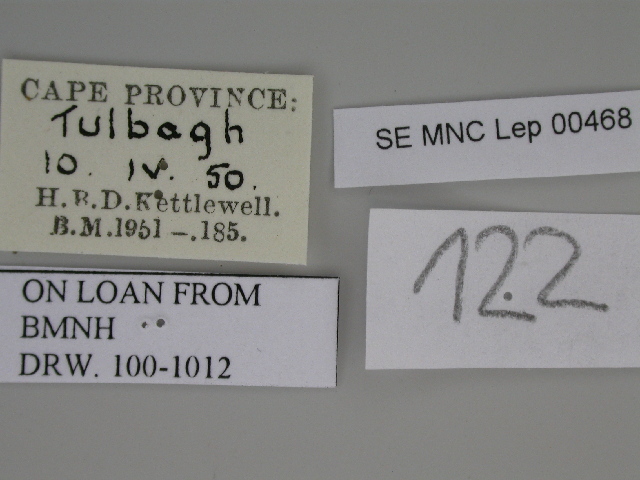 CAPE PROVINCE:
Tulbagh
10. IV. 50.
H.B.D.Kettlewell.
B.M.1951-.185.
SE MNC Lep 00468
122
ON LOAN FROM
BMNH
DRW. 100-1012